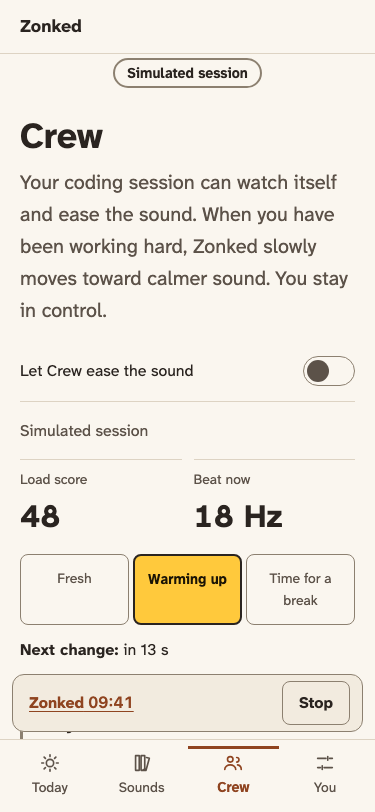 Zonked
Simulated session
Crew
Your coding session can watch itself
and ease the sound. When you have
been working hard, Zonked slowly
moves toward calmer sound. You stay
in control.
Let Crew ease the sound
Simulated session
Load score
Beat now
48
18 Hz
Fresh
Warming up
Time for a
break
Next change: in 13 s
Zonked 09:41
Stop
Today
Sounds
Crew
You